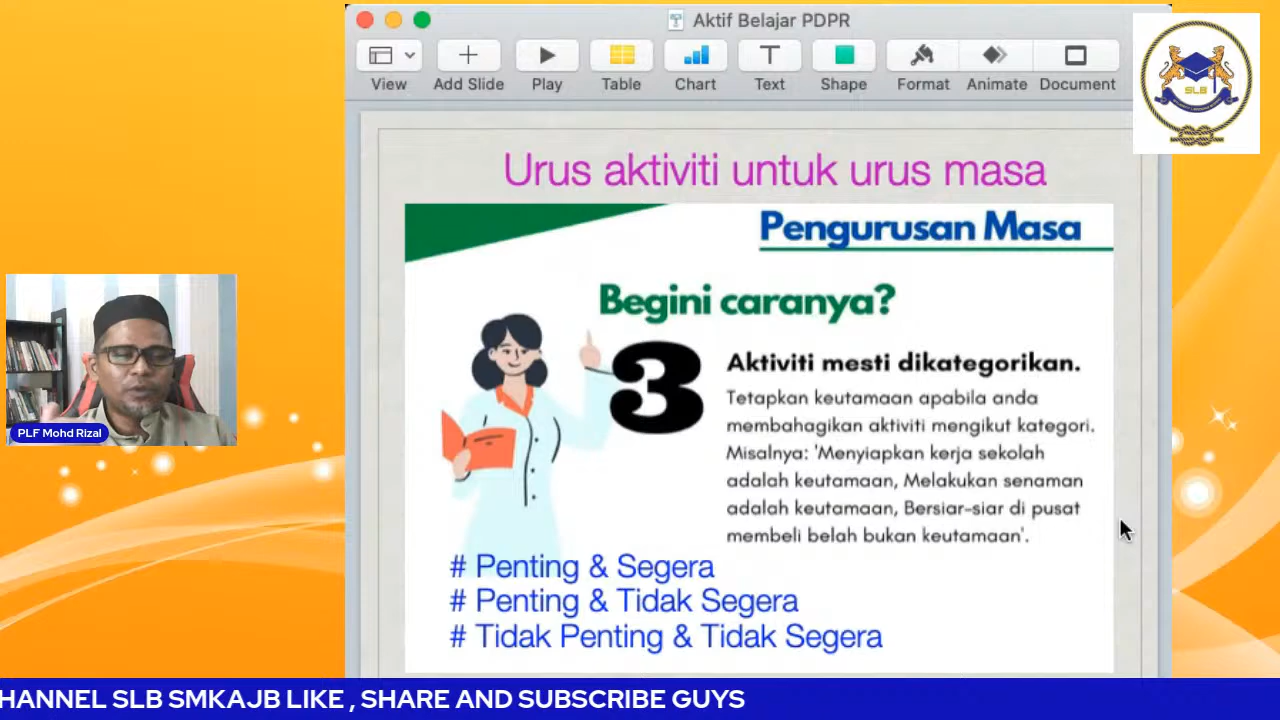 Aktif Belajar PDPR
View
Add Slide
Play
Table
Chart
Text
Shape
Format
Animate
Document
SLB
Urus aktiviti untuk urus masa
Pengurusan Masa
Begini caranya?
3
Aktiviti mesti dikategorikan.
Tetapkan keutamaan apabila anda
membahagikan aktiviti mengikut kategori.
Misalnya: 'Menyiapkan kerja sekolah
adalah keutamaan, Melakukan senaman
adalah keutamaan, Bersiar-siar di pusat
membeli belah bukan keutamaan'.
# Penting & Segera
# Penting & Tidak Segera
# Tidak Penting & Tidak Segera
PLF Mohd Rizal
HANNEL SLB SMKAJB LIKE , SHARE AND SUBSCRIBE GUYS